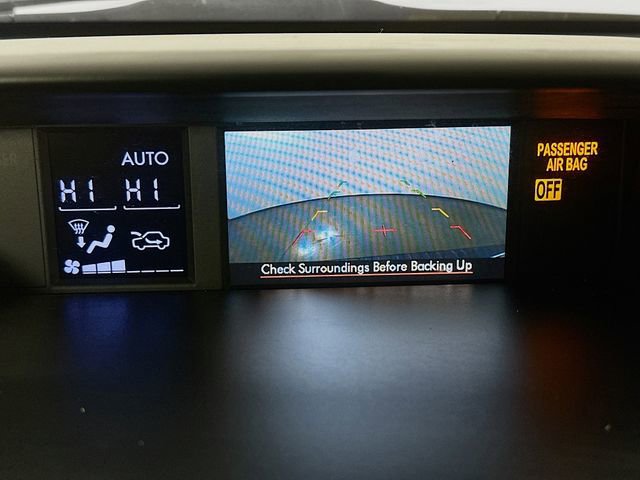 AUTO
HI HI
Check Surroundings Before Backing Up
PASSENGER
AIR BAG
OFF